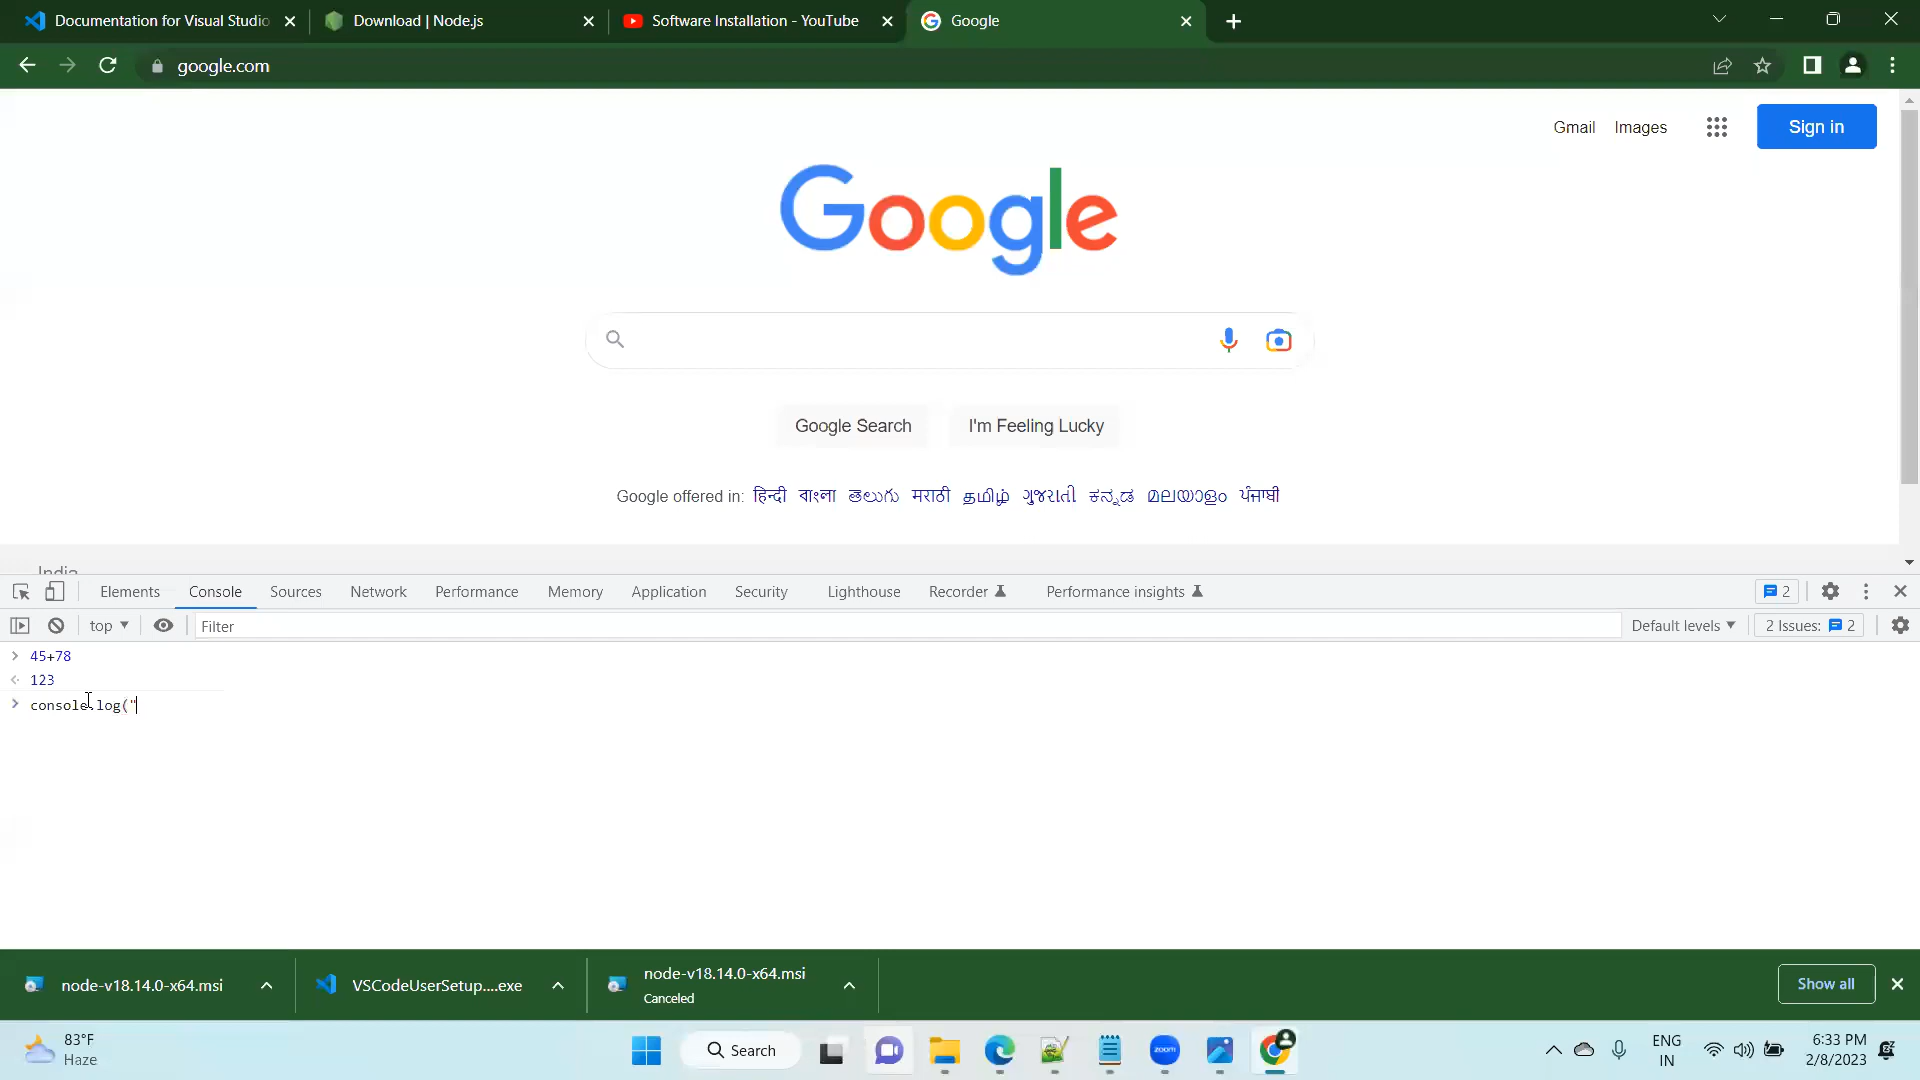 Documentation for Visual Studio
Download | Node.js
Software Installation - YouTube
Google
google.com
Gmail
Images
Sign in
Google
Google Search
I'm Feeling Lucky
Google offered in: हिन्दी বাংলা తెలుగు मराठी தமிழ் ગુજરાતી ಕನ್ನಡ മലയാളം ਪੰਜਾਬੀ
India
Elements
Console
Sources
Network
Performance
Memory
Application
Security
Lighthouse
Recorder
Performance insights
2
top
Filter
Default levels
2 Issues: 2
45+78
123
console.log("
node-v18.14.0-x64.msi
VSCodeUserSetup....exe
node-v18.14.0-x64.msi
Canceled
Show all
83°F
Haze
Search
zoom
ENG
IN
6:33 PM
2/8/2023